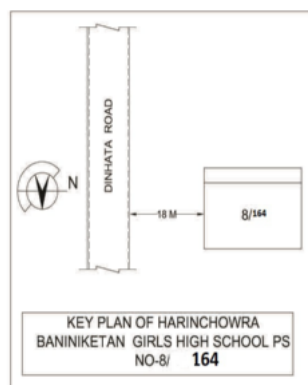 DINHATA ROAD
N
18 M
8/164
KEY PLAN OF HARINCHOWRA
BANINIKETAN GIRLS HIGH SCHOOL PS
NO-8/ 164